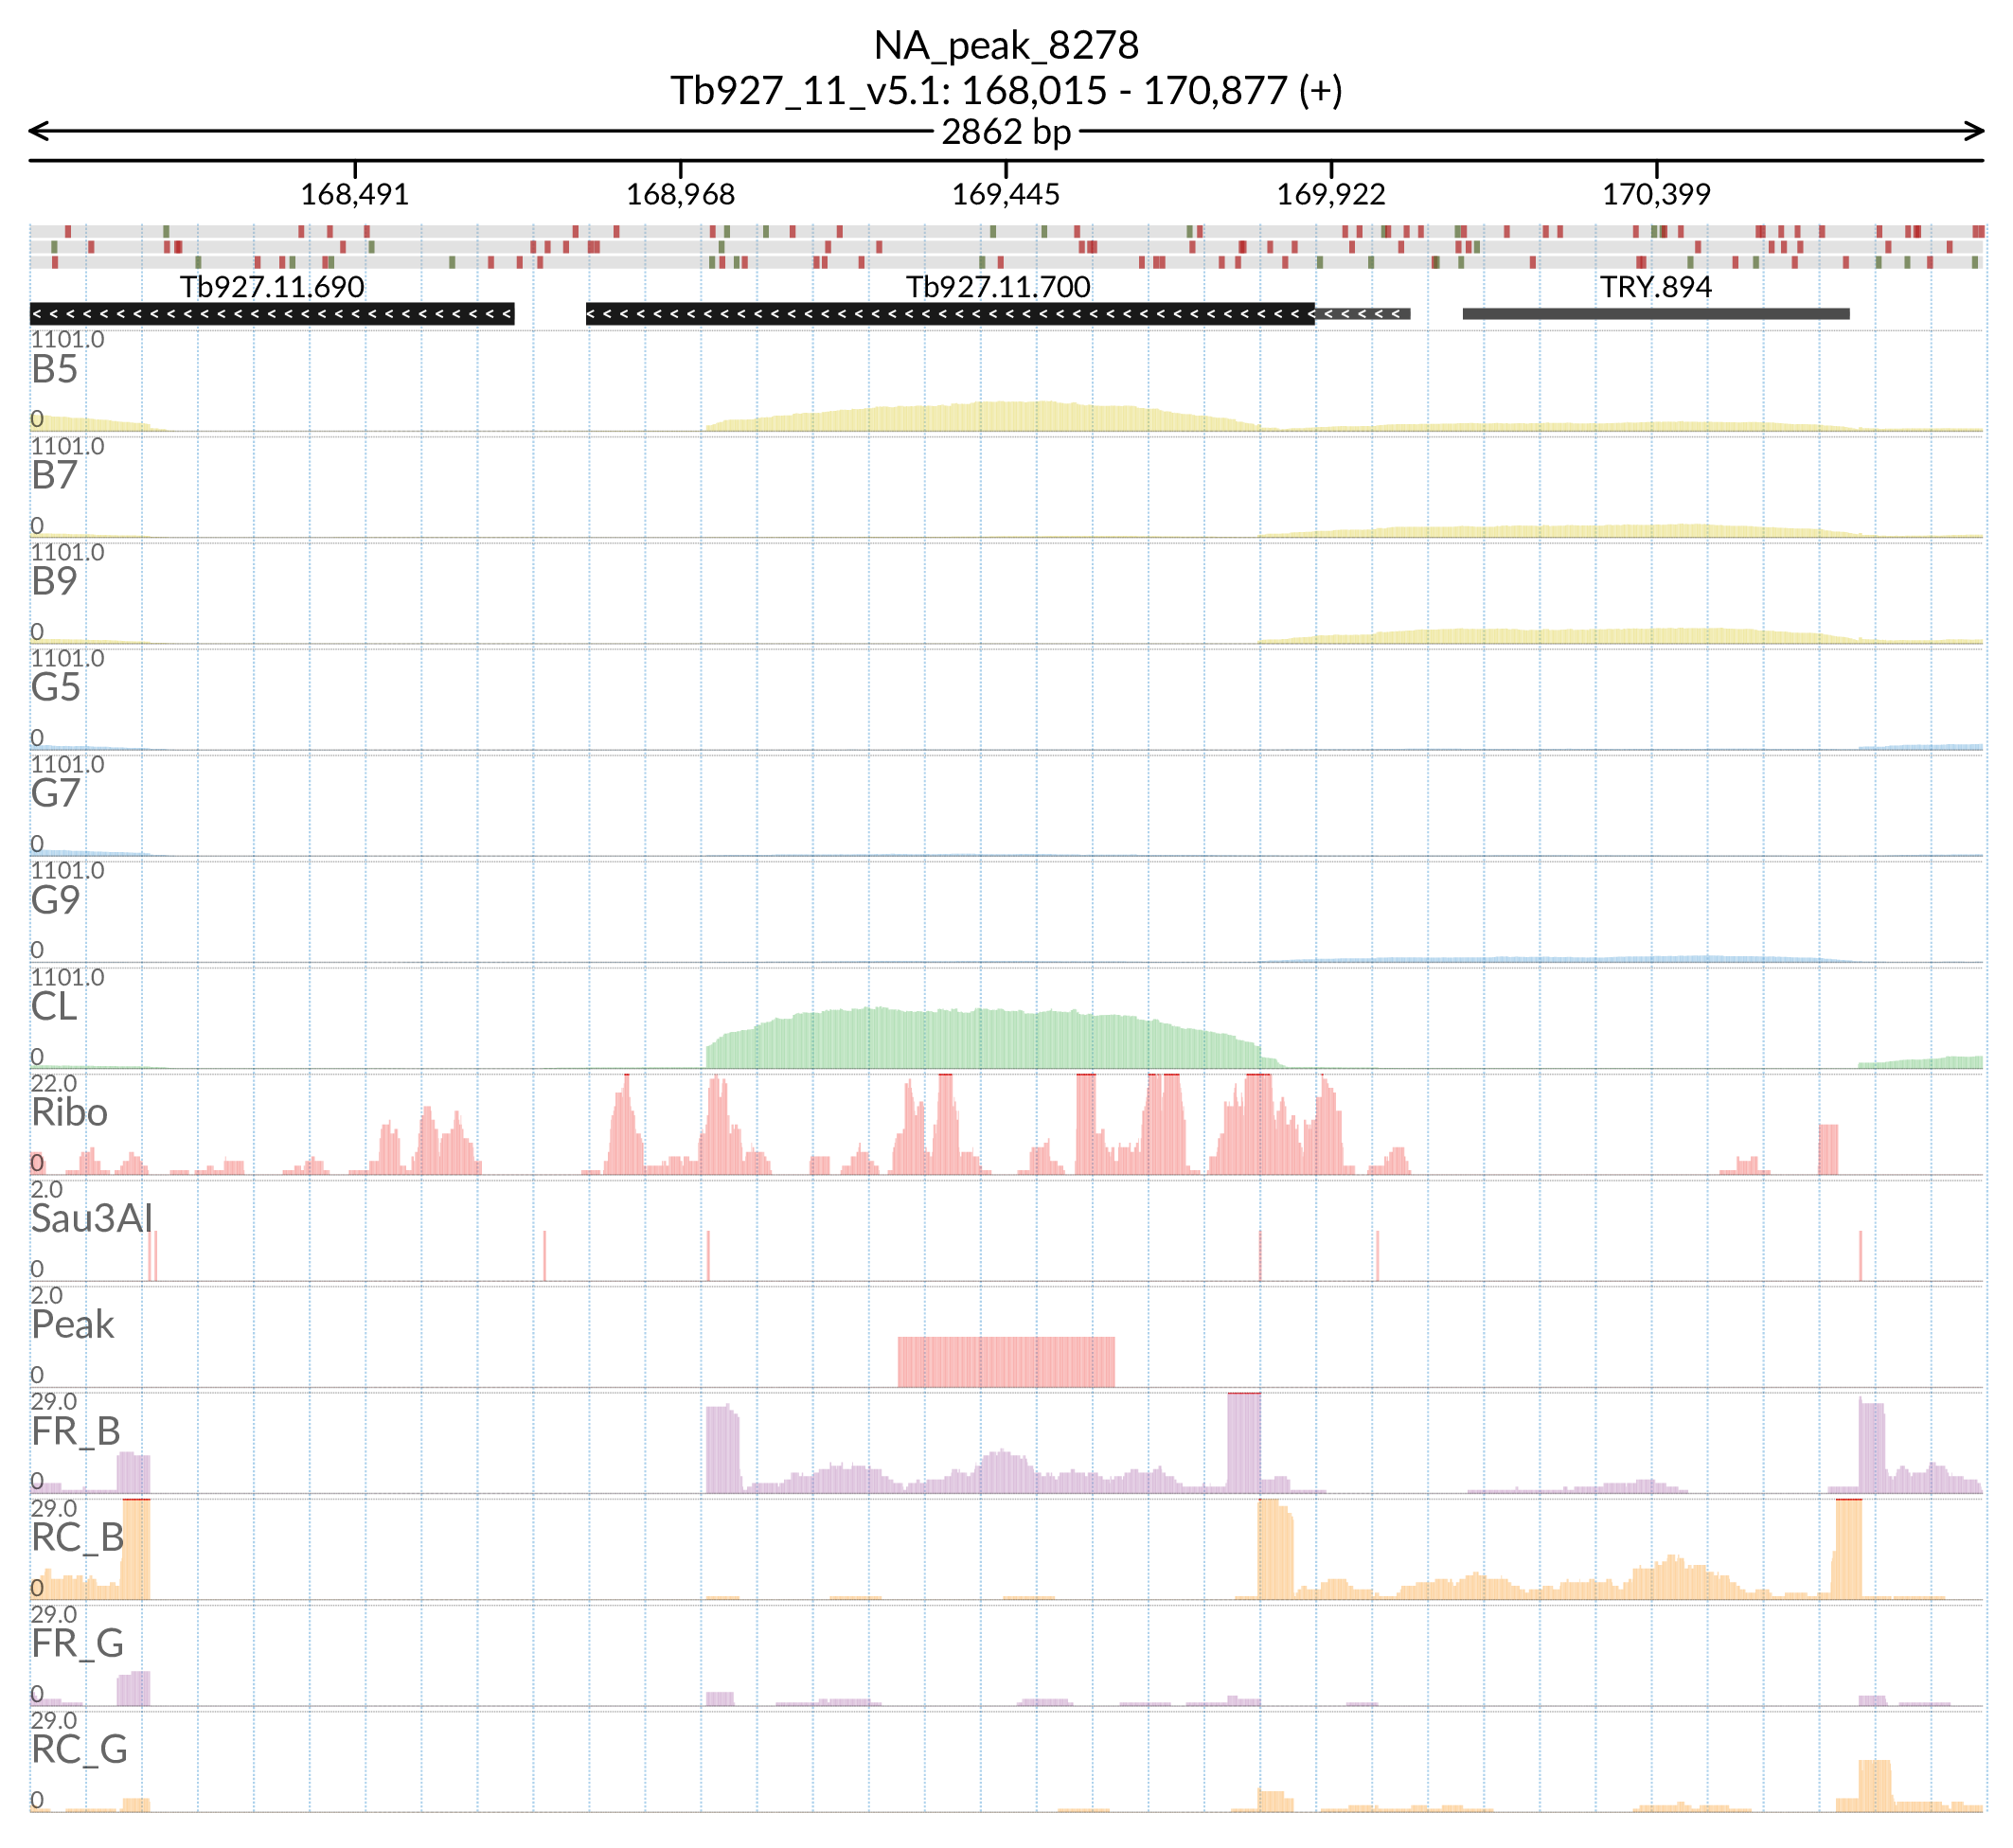 NA_peak_8278
Tb927_11_v5.1: 168,015 - 170,877 (+)
2862 bp
168,491 168,968 169,445 169,922 170,399
Tb927.11.690 Tb927.11.700 TRY.894
1101.0
B5
0
1101.0
B7
0
1101.0
B9
0
1101.0
G5
0
1101.0
G7
0
1101.0
G9
0
1101.0
CL
0
22.0
Ribo
0
2.0
Sau3AI
0
2.0
Peak
0
29.0
FR_B
0
29.0
RC_B
0
29.0
FR_G
0
29.0
RC_G
0